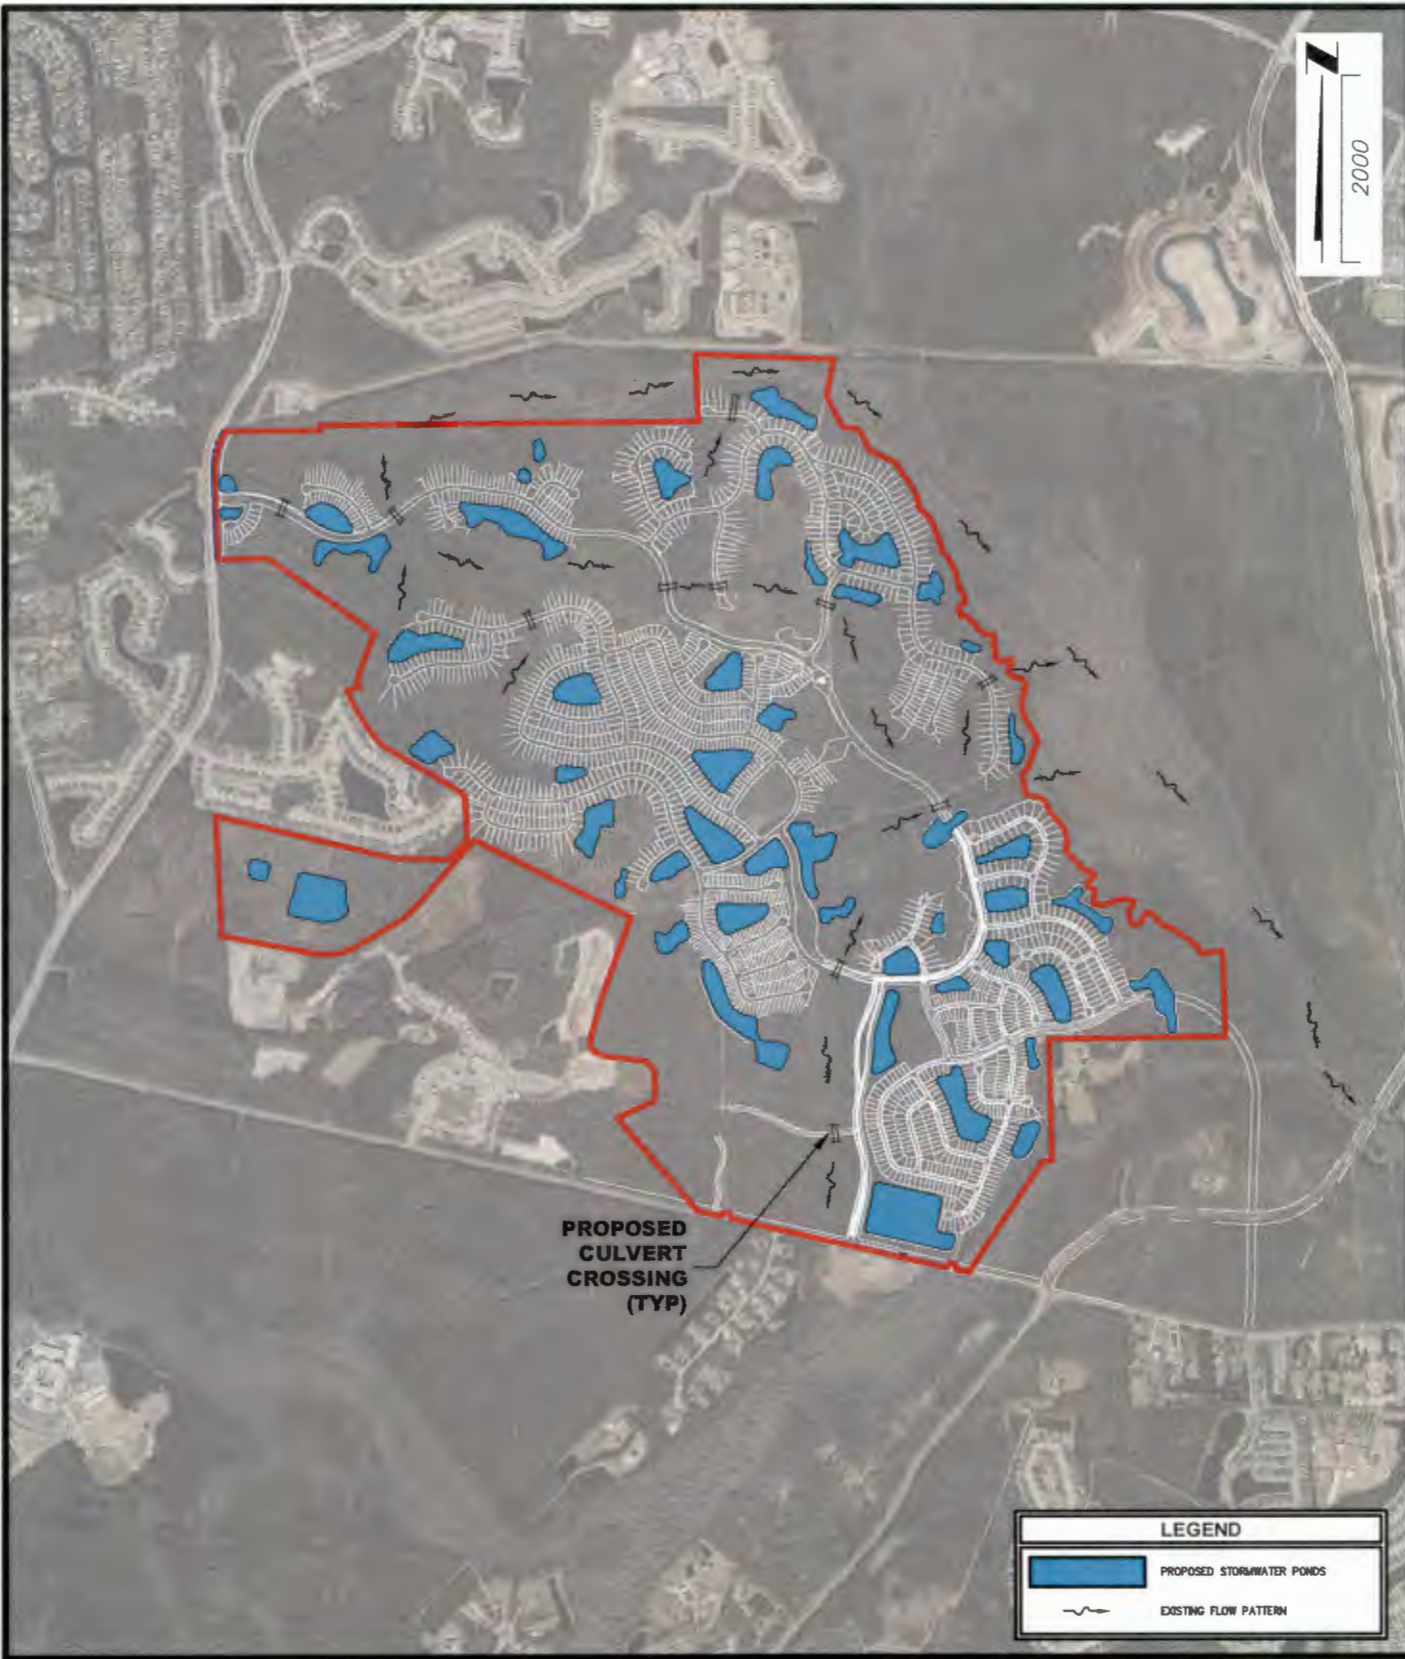 2000
PROPOSED
CULVERT
CROSSING
(TYP)
LEGEND
PROPOSED STORMWATER PONDS
EXISTING FLOW PATTERN